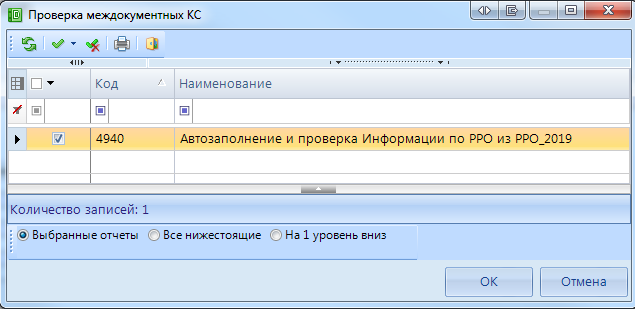 Проверка междокументных КС
Код Наименование
4940 Автозаполнение и проверка Информации по РРО из РРО_2019
Количество записей: 1
Выбранные отчеты Все нижестоящие На 1 уровень вниз
ОК Отмена